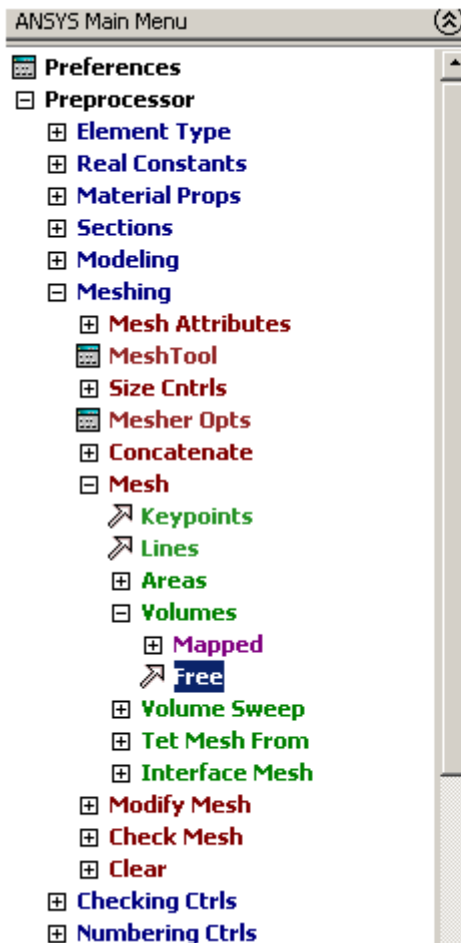 ANSYS Main Menu
Preferences
Preprocessor
Element Type
Real Constants
Material Props
Sections
Modeling
Meshing
Mesh Attributes
MeshTool
Size Cntrls
Mesher Opts
Concatenate
Mesh
Keypoints
Lines
Areas
Volumes
Mapped
Free
Volume Sweep
Tet Mesh From
Interface Mesh
Modify Mesh
Check Mesh
Clear
Checking Ctrls
Numbering Ctrls